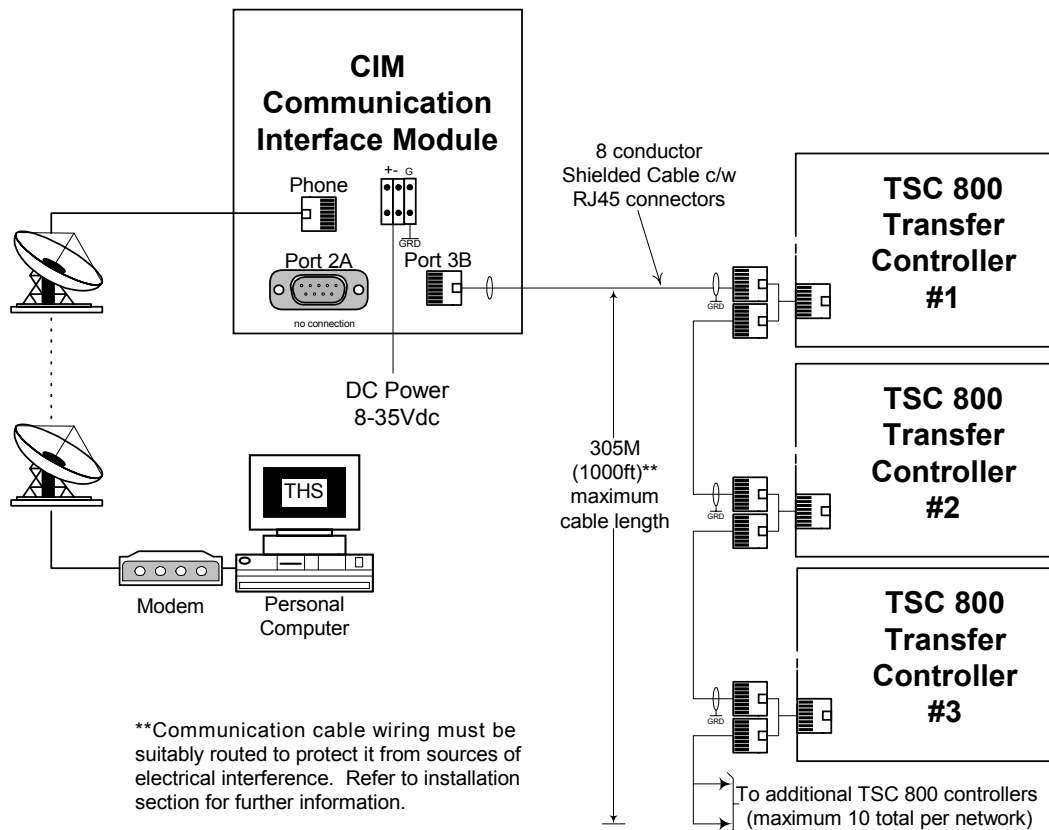 CIM
Communication
Interface Module
+- G
Phone
GRD
Port 2A
Port 3B
no connection
DC Power
8-35Vdc
8 conductor
Shielded Cable c/w
RJ45 connectors
305M
(1000ft)**
maximum
cable length
TSC 800
Transfer
Controller
#1
GRD
TSC 800
Transfer
Controller
#2
GRD
TSC 800
Transfer
Controller
#3
GRD
THS
Modem
Personal
Computer
**Communication cable wiring must be
suitably routed to protect it from sources of
electrical interference. Refer to installation
section for further information.
To additional TSC 800 controllers
(maximum 10 total per network)